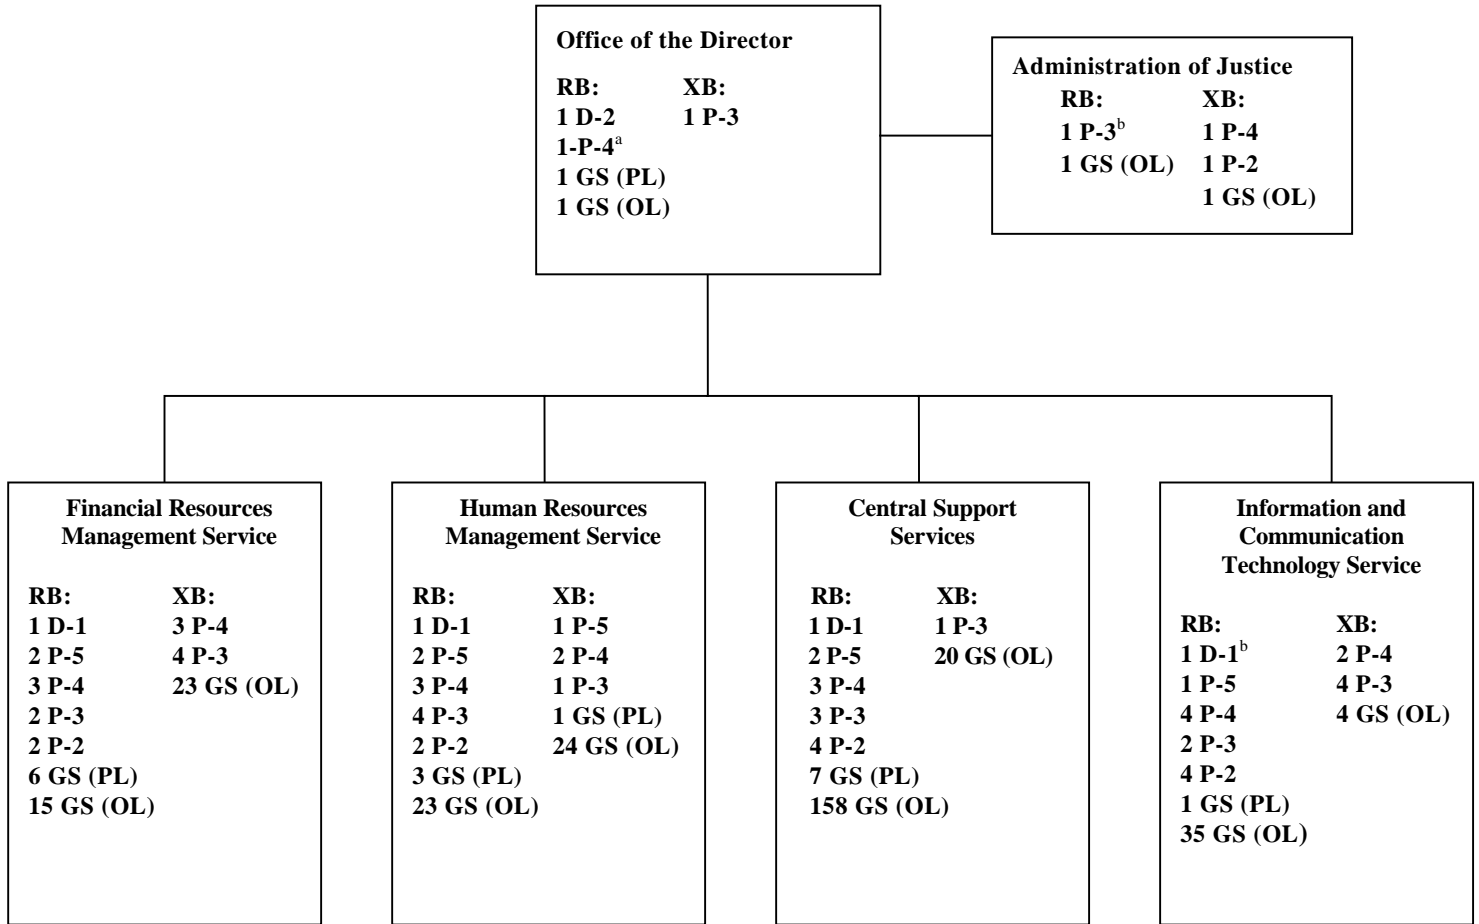 Office of the Director
RB: XB:
1 D-2 1 P-3
1-P-4a
1 GS (PL)
1 GS (OL)
Administration of Justice
RB: XB:
1 P-3b 1 P-4
1 GS (OL) 1 P-2
1 GS (OL)
Financial Resources
Management Service
RB: XB:
1 D-1 3 P-4
2 P-5 4 P-3
3 P-4 23 GS (OL)
2 P-3
2 P-2
6 GS (PL)
15 GS (OL)
Human Resources
Management Service
RB: XB:
1 D-1 1 P-5
2 P-5 2 P-4
3 P-4 1 P-3
4 P-3 1 GS (PL)
2 P-2 24 GS (OL)
3 GS (PL)
23 GS (OL)
Central Support
Services
RB: XB:
1 D-1 1 P-3
2 P-5 20 GS (OL)
3 P-4
3 P-3
4 P-2
7 GS (PL)
158 GS (OL)
Information and
Communication
Technology Service
RB: XB:
1 D-1b 2 P-4
1 P-5 4 P-3
4 P-4 4 GS (OL)
2 P-3
4 P-2
1 GS (PL)
35 GS (OL)